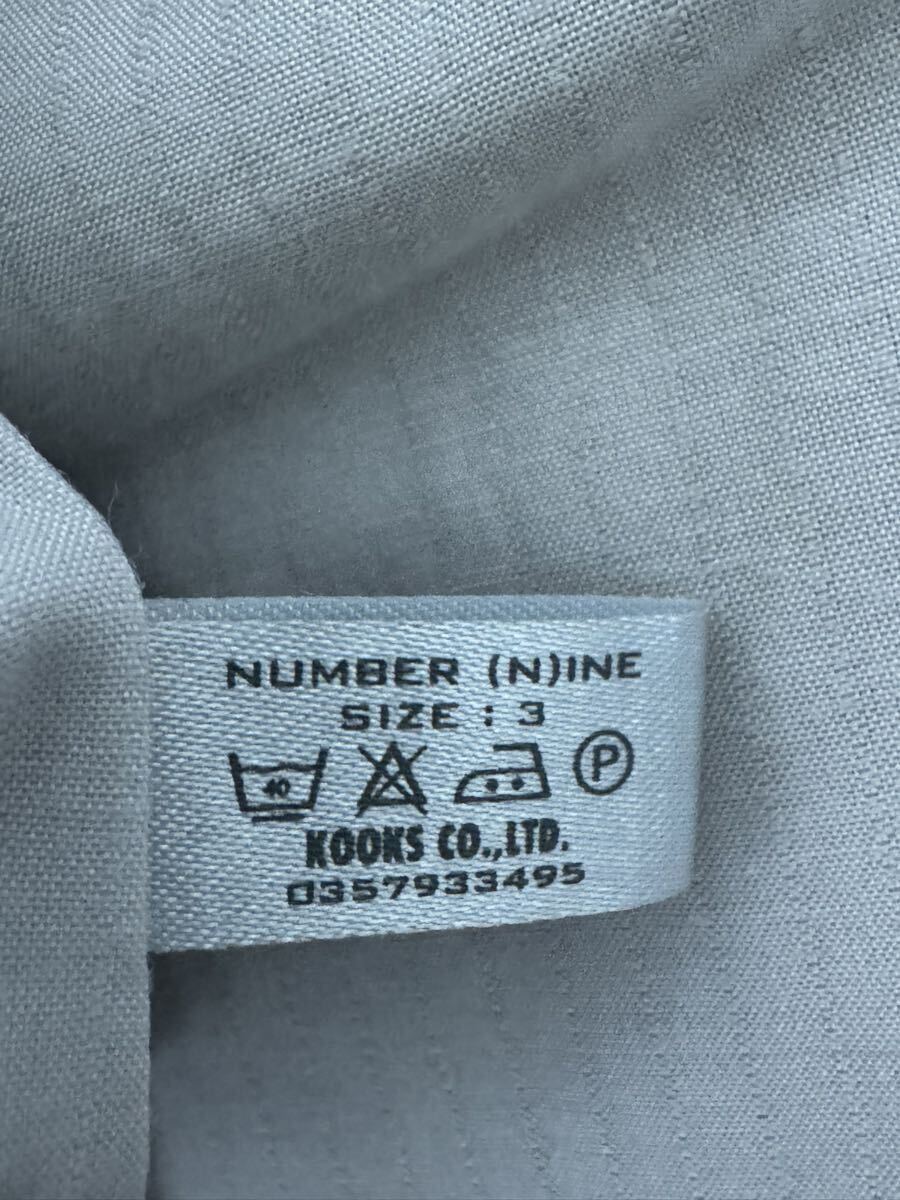 NUMBER (N)INE
SIZE : 3
40 P
KOOKS CO.,LTD.
0357933495